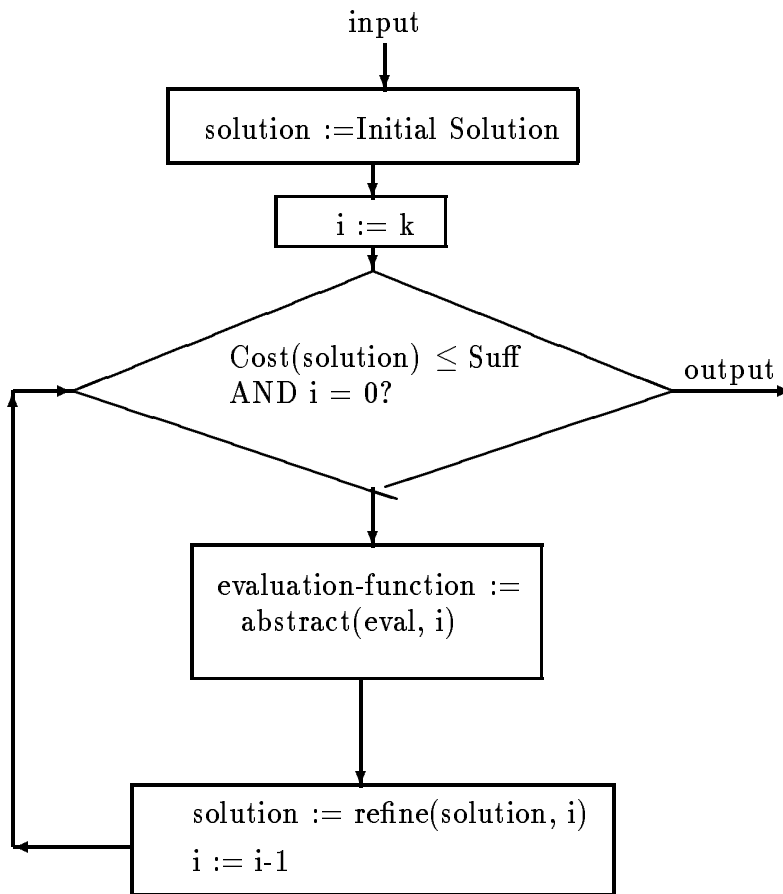 input
solution :=Initial Solution
i := k
Cost(solution) ≤ Suff
AND i = 0?
output
evaluation-function :=
abstract(eval, i)
solution := refine(solution, i)
i := i-1